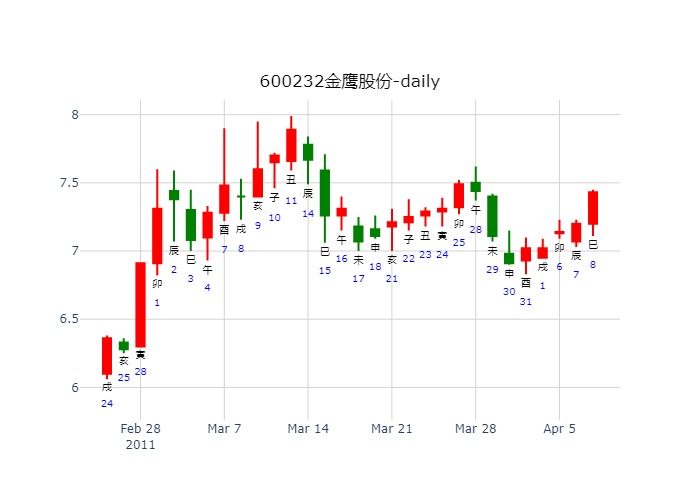 600232金鹰股份-daily
8
7.5
7
6.5
6
戌
24
亥
25
寅
28
卯
1
辰
2
巳
3
午
4
酉
7
戌
8
亥
9
子
10
丑
11
辰
14
巳
15
午
16
未
17
申
18
亥
21
子
22
丑
23
寅
24
卯
25
午
28
未
29
申
30
酉
31
戌
1
卯
6
辰
7
巳
8
Feb 28
2011
Mar 7
Mar 14
Mar 21
Mar 28
Apr 5